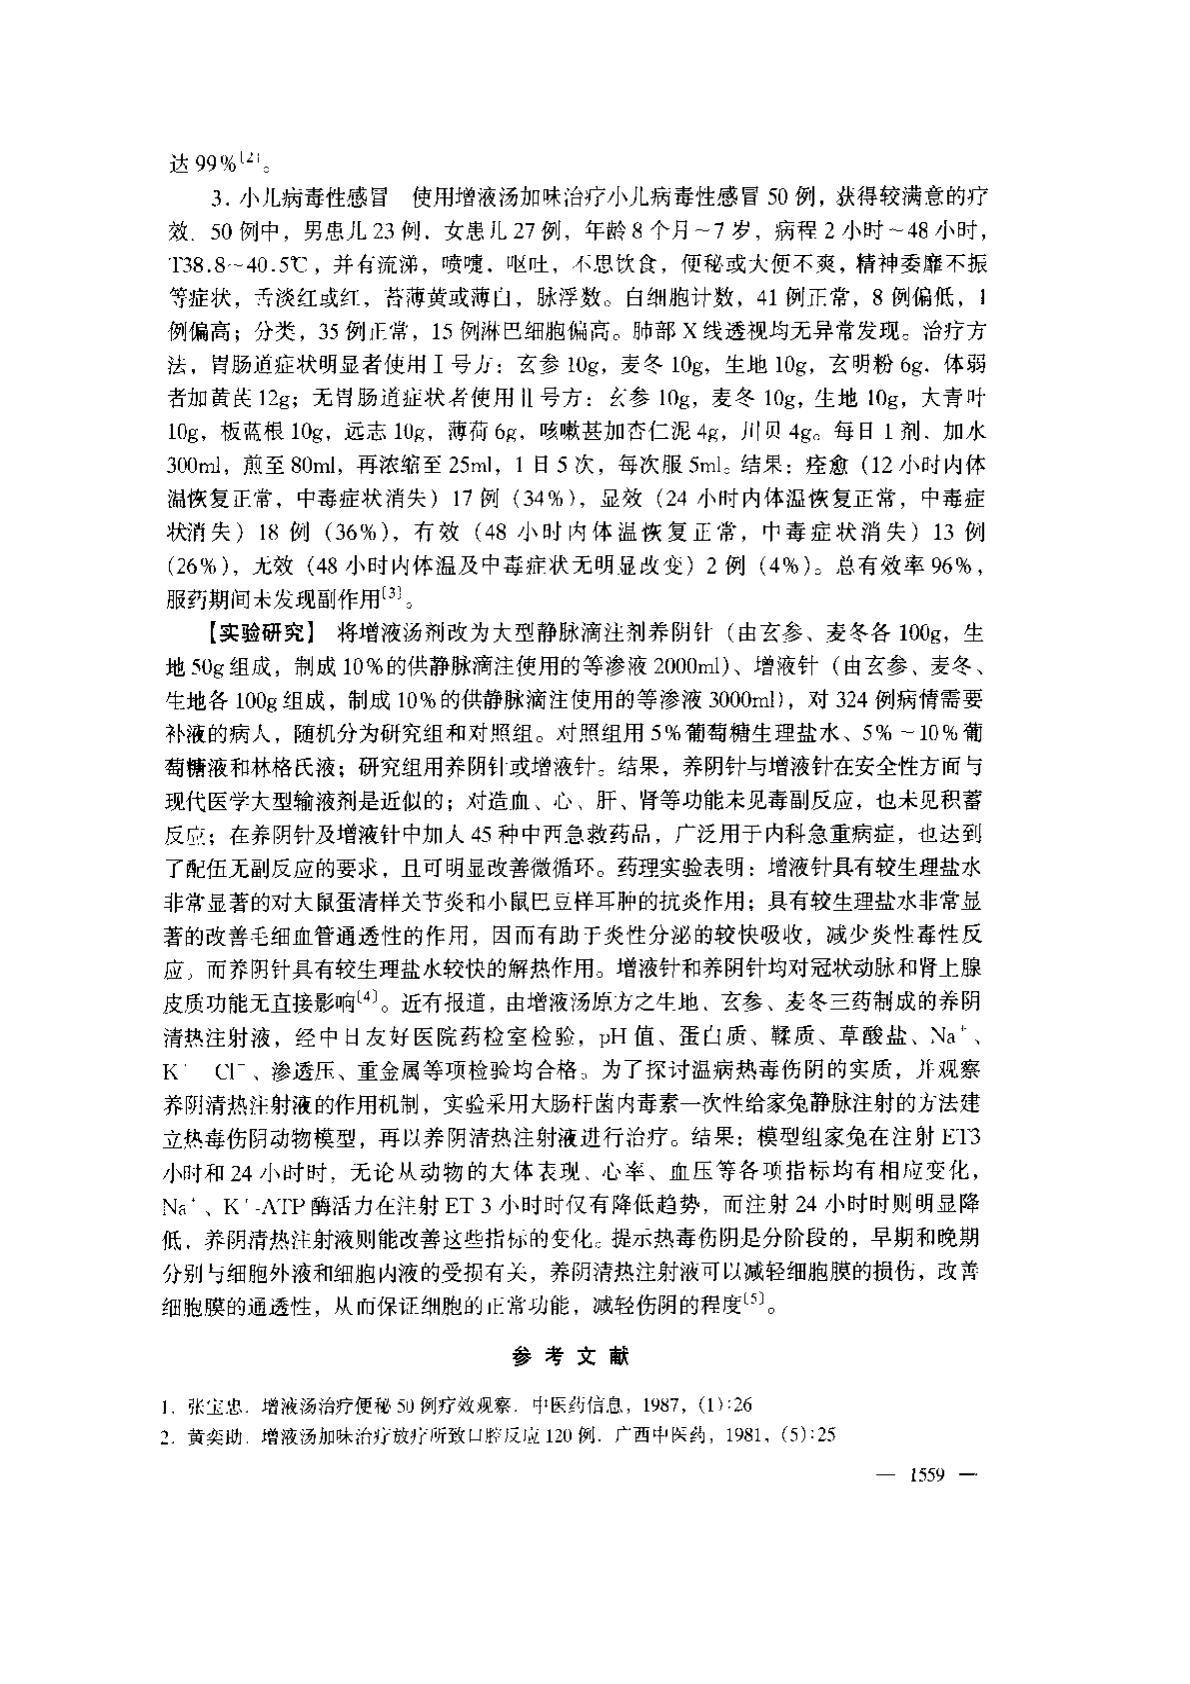 达 99%〔2〕。
3. 小儿病毒性感冒　使用增液汤加味治疗小儿病毒性感冒 50 例，获得较满意的疗
效．50 例中，男患儿 23 例．女患儿 27 例，年龄 8 个月～7 岁，病程 2 小时～48 小时，
T38.8～40.5℃，并有流涕，喷嚏．呕吐，不思饮食，便秘或大便不爽，精神委靡不振
等症状，舌淡红或红，苔薄黄或薄白，脉浮数。白细胞计数，41 例正常，8 例偏低，1
例偏高；分类，35 例正常，15 例淋巴细胞偏高。肺部 X 线透视均无异常发现。治疗方
法，胃肠道症状明显者使用Ⅰ号方：玄参 10g，麦冬 10g，生地 10g，玄明粉 6g．体弱
者加黄芪 12g；无胃肠道症状者使用Ⅱ号方：玄参 10g，麦冬 10g，生地 10g，大青叶
10g，板蓝根 10g，远志 10g，薄荷 6g，咳嗽甚加杏仁泥 4g，川贝 4g。每日 1 剂、加水
300ml，煎至 80ml，再浓缩至 25ml，1 日 5 次，每次服 5ml。结果：痊愈（12 小时内体
温恢复正常，中毒症状消失）17 例（34%），显效（24 小时内体温恢复正常，中毒症
状消失）18 例（36%），有效（48 小时内体温恢复正常，中毒症状消失）13 例
（26%），无效（48 小时内体温及中毒症状无明显改变）2 例（4%）。总有效率 96%，
服药期间未发现副作用〔3〕。
【实验研究】　将增液汤剂改为大型静脉滴注剂养阴针（由玄参、麦冬各 100g，生
地 50g 组成，制成 10%的供静脉滴注使用的等渗液 2000ml）、增液针（由玄参、麦冬、
生地各 100g 组成，制成 10%的供静脉滴注使用的等渗液 3000ml），对 324 例病情需要
补液的病人，随机分为研究组和对照组。对照组用 5%葡萄糖生理盐水、5%～10%葡
萄糖液和林格氏液；研究组用养阴针或增液针。结果，养阴针与增液针在安全性方面与
现代医学大型输液剂是近似的；对造血、心、肝、肾等功能未见毒副反应，也未见积蓄
反应；在养阴针及增液针中加人 45 种中西急救药品，广泛用于内科急重病症，也达到
了配伍无副反应的要求，且可明显改善微循环。药理实验表明：增液针具有较生理盐水
非常显著的对大鼠蛋清样关节炎和小鼠巴豆样耳肿的抗炎作用；具有较生理盐水非常显
著的改善毛细血管通透性的作用，因而有助于炎性分泌的较快吸收，减少炎性毒性反
应，而养阴针具有较生理盐水较快的解热作用。增液针和养阴针均对冠状动脉和肾上腺
皮质功能无直接影响〔4〕。近有报道，由增液汤原方之生地、玄参、麦冬三药制成的养阴
清热注射液，经中日友好医院药检室检验，pH 值、蛋白质、鞣质、草酸盐、Na⁺、
K⁺ Cl⁻、渗透压、重金属等项检验均合格。为了探讨温病热毒伤阴的实质，并观察
养阴清热注射液的作用机制，实验采用大肠杆菌内毒素一次性给家兔静脉注射的方法建
立热毒伤阴动物模型，再以养阴清热注射液进行治疗。结果：模型组家兔在注射 ET3
小时和 24 小时时，无论从动物的大体表现、心率、血压等各项指标均有相应变化，
Na⁺、K⁺-ATP 酶活力在注射 ET 3 小时时仅有降低趋势，而注射 24 小时时则明显降
低．养阴清热注射液则能改善这些指标的变化。提示热毒伤阴是分阶段的，早期和晚期
分别与细胞外液和细胞内液的受损有关，养阴清热注射液可以减轻细胞膜的损伤，改善
细胞膜的通透性，从而保证细胞的正常功能，减轻伤阴的程度〔5〕。
参 考 文 献
1. 张宝忠．增液汤治疗便秘 50 例疗效观察．中医药信息，1987，(1):26
2. 黄奕助．增液汤加味治疗放疗所致口腔反应 120 例．广西中医药，1981，(5):25
— 1559 —